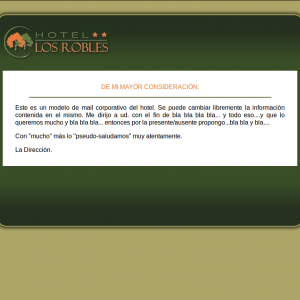 HOTEL★★
LOS ROBLES
DE MI MAYOR CONSIDERACIÓN:
Este es un modelo de mail corporativo del hotel. Se puede cambiar libremente la información
contenida en el mismo. Me dirijo a ud. con el fin de bla bla bla bla... y todo eso....y que lo
queremos mucho y bla bla bla... entonces por la presente/ausente propongo...bla bla y bla....
Con "mucho" más lo "pseudo-saludamos" muy atentamente.
La Dirección.